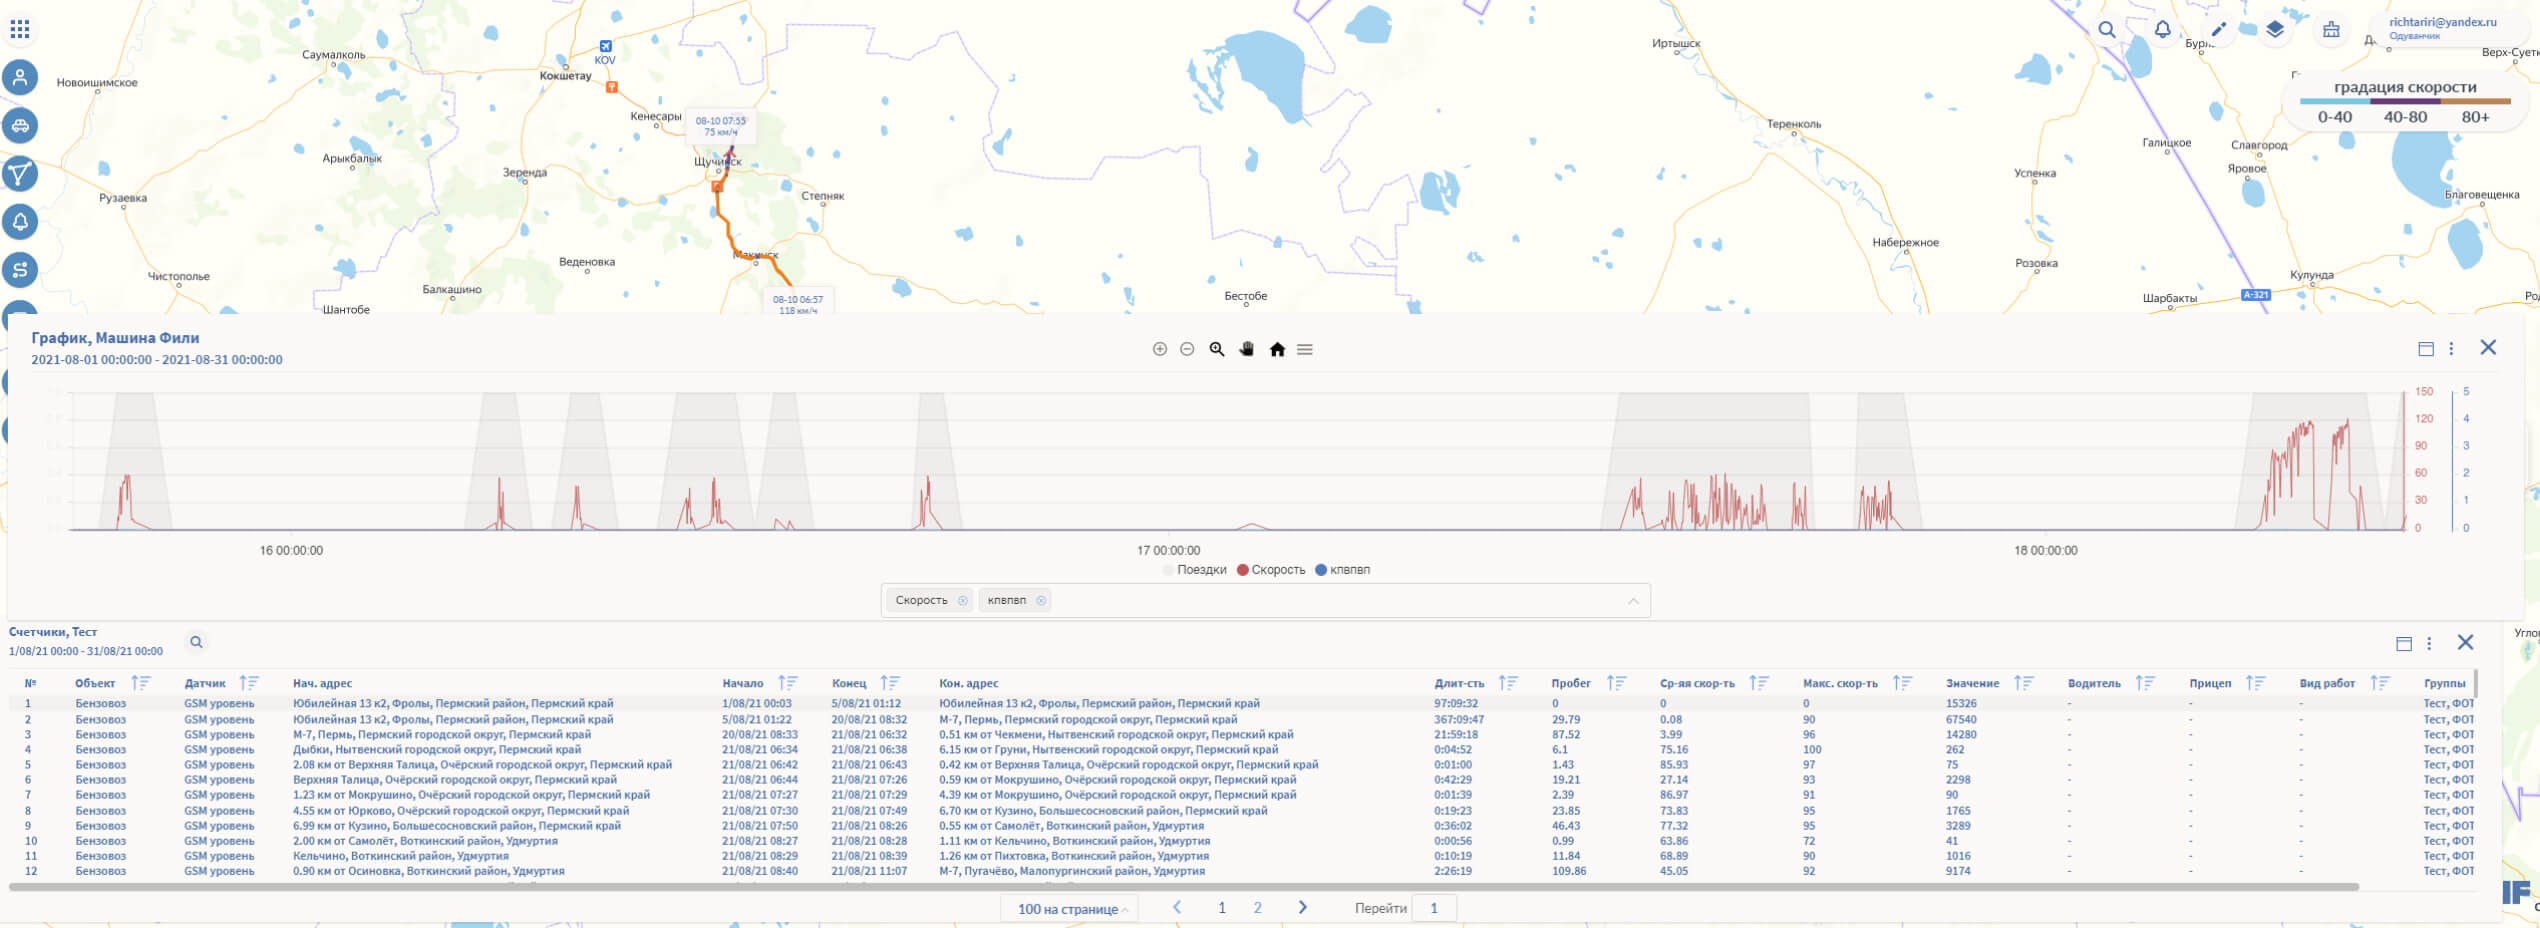 Саумалколь
KOV
Кокшетау
Новоишимское
Кенесары
08-10 07:55
75 км/ч
Щучинск
Арыкбалык
Зеренда
Рузаевка
Степняк
Макинск
Веденовка
Чистополье
Балкашино
Шантобе
08-10 06:57
118 км/ч
Бестобе
Иртышск
Теренколь
Успенка
Набережное
Розовка
Шарбакты
А-321
Галицкое
Славгород
Яровое
Благовещенка
Кулунда
Верх-Суетк
richtariri@yandex.ru
Одуванчик
градация скорости
0-40 40-80 80+
График, Машина Фили
2021-08-01 00:00:00 - 2021-08-31 00:00:00
150 5
120 4
90 3
60 2
30 1
0 0
16 00:00:00 17 00:00:00 18 00:00:00
Поездки Скорость кпвпвп
Скорость кпвпвп
Счетчики, Тест
1/08/21 00:00 - 31/08/21 00:00
№ Объект Датчик Нач. адрес Начало Конец Кон. адрес Длит-сть Пробег Ср-яя скор-ть Макс. скор-ть Значение Водитель Прицеп Вид работ Группы
1 Бензовоз GSM уровень Юбилейная 13 к2, Фролы, Пермский район, Пермский край 1/08/21 00:03 5/08/21 01:12 Юбилейная 13 к2, Фролы, Пермский район, Пермский край 97:09:32 0 0 0 15326 - - - Тест, ФОТ
2 Бензовоз GSM уровень Юбилейная 13 к2, Фролы, Пермский район, Пермский край 5/08/21 01:22 20/08/21 08:32 М-7, Пермь, Пермский городской округ, Пермский край 367:09:47 29.79 0.08 90 67540 - - - Тест, ФОТ
3 Бензовоз GSM уровень М-7, Пермь, Пермский городской округ, Пермский край 20/08/21 08:33 21/08/21 06:32 0.51 км от Чекмени, Нытвенский городской округ, Пермский край 21:59:18 87.52 3.99 96 14280 - - - Тест, ФОТ
4 Бензовоз GSM уровень Дыбки, Нытвенский городской округ, Пермский край 21/08/21 06:34 21/08/21 06:38 6.15 км от Груни, Нытвенский городской округ, Пермский край 0:04:52 6.1 75.16 100 262 - - - Тест, ФОТ
5 Бензовоз GSM уровень 2.08 км от Верхняя Талица, Очёрский городской округ, Пермский край 21/08/21 06:42 21/08/21 06:43 0.42 км от Верхняя Талица, Очёрский городской округ, Пермский край 0:01:00 1.43 85.93 97 75 - - - Тест, ФОТ
6 Бензовоз GSM уровень Верхняя Талица, Очёрский городской округ, Пермский край 21/08/21 06:44 21/08/21 07:26 0.59 км от Мокрушино, Очёрский городской округ, Пермский край 0:42:29 19.21 27.14 93 2298 - - - Тест, ФОТ
7 Бензовоз GSM уровень 1.23 км от Мокрушино, Очёрский городской округ, Пермский край 21/08/21 07:27 21/08/21 07:29 4.39 км от Мокрушино, Очёрский городской округ, Пермский край 0:01:39 2.39 86.97 91 90 - - - Тест, ФОТ
8 Бензовоз GSM уровень 4.55 км от Юрково, Очёрский городской округ, Пермский край 21/08/21 07:30 21/08/21 07:49 6.70 км от Кузино, Большесосновский район, Пермский край 0:19:23 23.85 73.83 95 1765 - - - Тест, ФОТ
9 Бензовоз GSM уровень 6.99 км от Кузино, Большесосновский район, Пермский край 21/08/21 07:50 21/08/21 08:26 0.55 км от Самолёт, Воткинский район, Удмуртия 0:36:02 46.43 77.32 95 3289 - - - Тест, ФОТ
10 Бензовоз GSM уровень 2.00 км от Самолёт, Воткинский район, Удмуртия 21/08/21 08:27 21/08/21 08:28 1.11 км от Кельчино, Воткинский район, Удмуртия 0:00:56 0.99 63.86 72 41 - - - Тест, ФОТ
11 Бензовоз GSM уровень Кельчино, Воткинский район, Удмуртия 21/08/21 08:29 21/08/21 08:39 1.26 км от Пихтовка, Воткинский район, Удмуртия 0:10:19 11.84 68.89 90 1016 - - - Тест, ФОТ
12 Бензовоз GSM уровень 0.90 км от Осиновка, Воткинский район, Удмуртия 21/08/21 08:40 21/08/21 11:07 М-7, Пугачёво, Малопургинский район, Удмуртия 2:26:19 109.86 45.05 92 9174 - - - Тест, ФОТ
100 на странице 1 2 Перейти 1